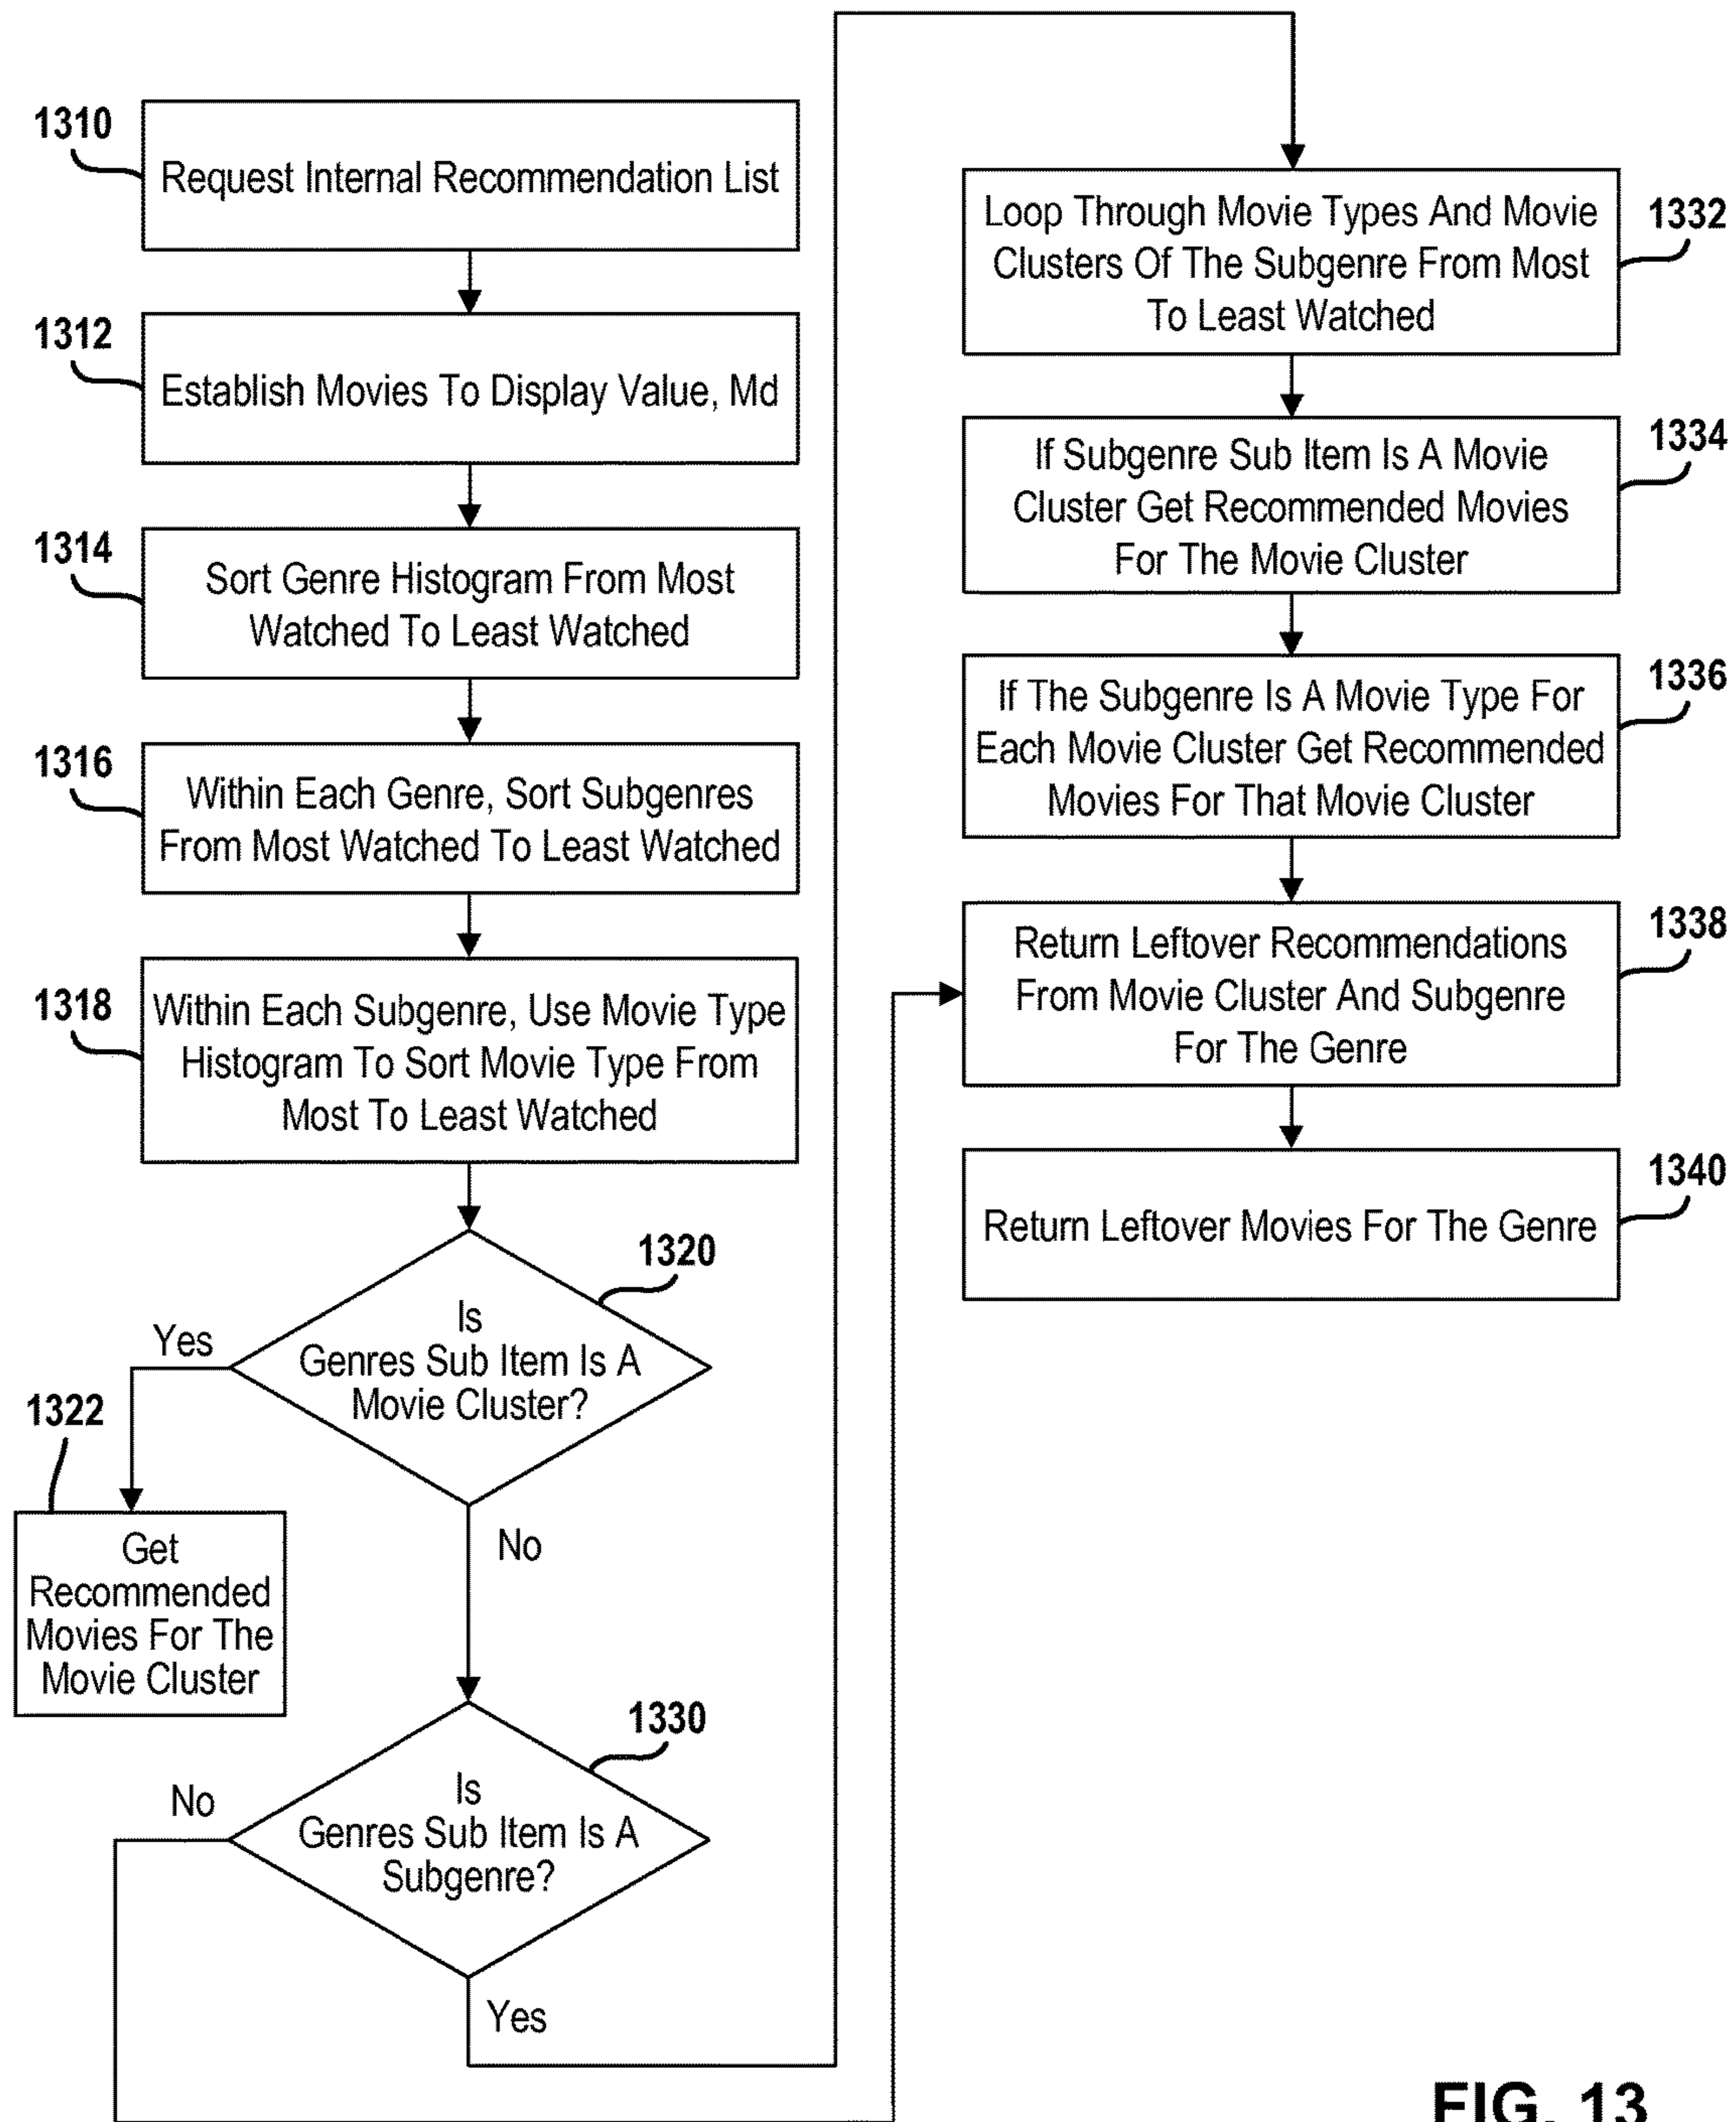 1310
Request Internal Recommendation List
1312
Establish Movies To Display Value, Md
1314
Sort Genre Histogram From Most
Watched To Least Watched
1316
Within Each Genre, Sort Subgenres
From Most Watched To Least Watched
1318
Within Each Subgenre, Use Movie Type
Histogram To Sort Movie Type From
Most To Least Watched
1320
Is
Genres Sub Item Is A
Movie Cluster?
Yes
No
1322
Get
Recommended
Movies For The
Movie Cluster
1330
Is
Genres Sub Item Is A
Subgenre?
No
Yes
1332
Loop Through Movie Types And Movie
Clusters Of The Subgenre From Most
To Least Watched
1334
If Subgenre Sub Item Is A Movie
Cluster Get Recommended Movies
For The Movie Cluster
1336
If The Subgenre Is A Movie Type For
Each Movie Cluster Get Recommended
Movies For That Movie Cluster
1338
Return Leftover Recommendations
From Movie Cluster And Subgenre
For The Genre
1340
Return Leftover Movies For The Genre
FIG. 13